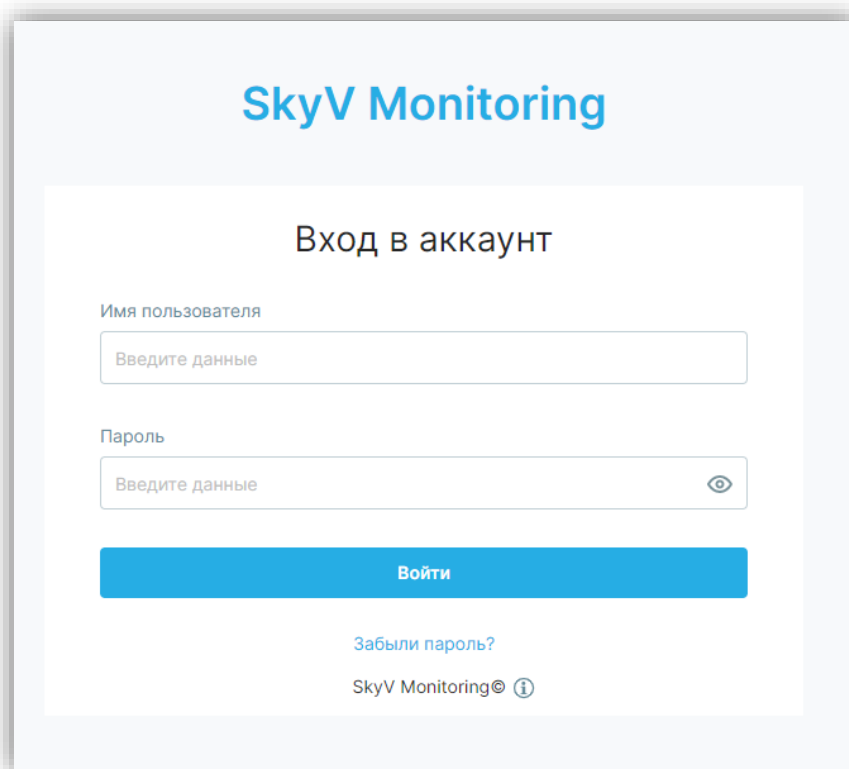 SkyV Monitoring
Вход в аккаунт
Имя пользователя
Введите данные
Пароль
Введите данные
Войти
Забыли пароль?
SkyV Monitoring©